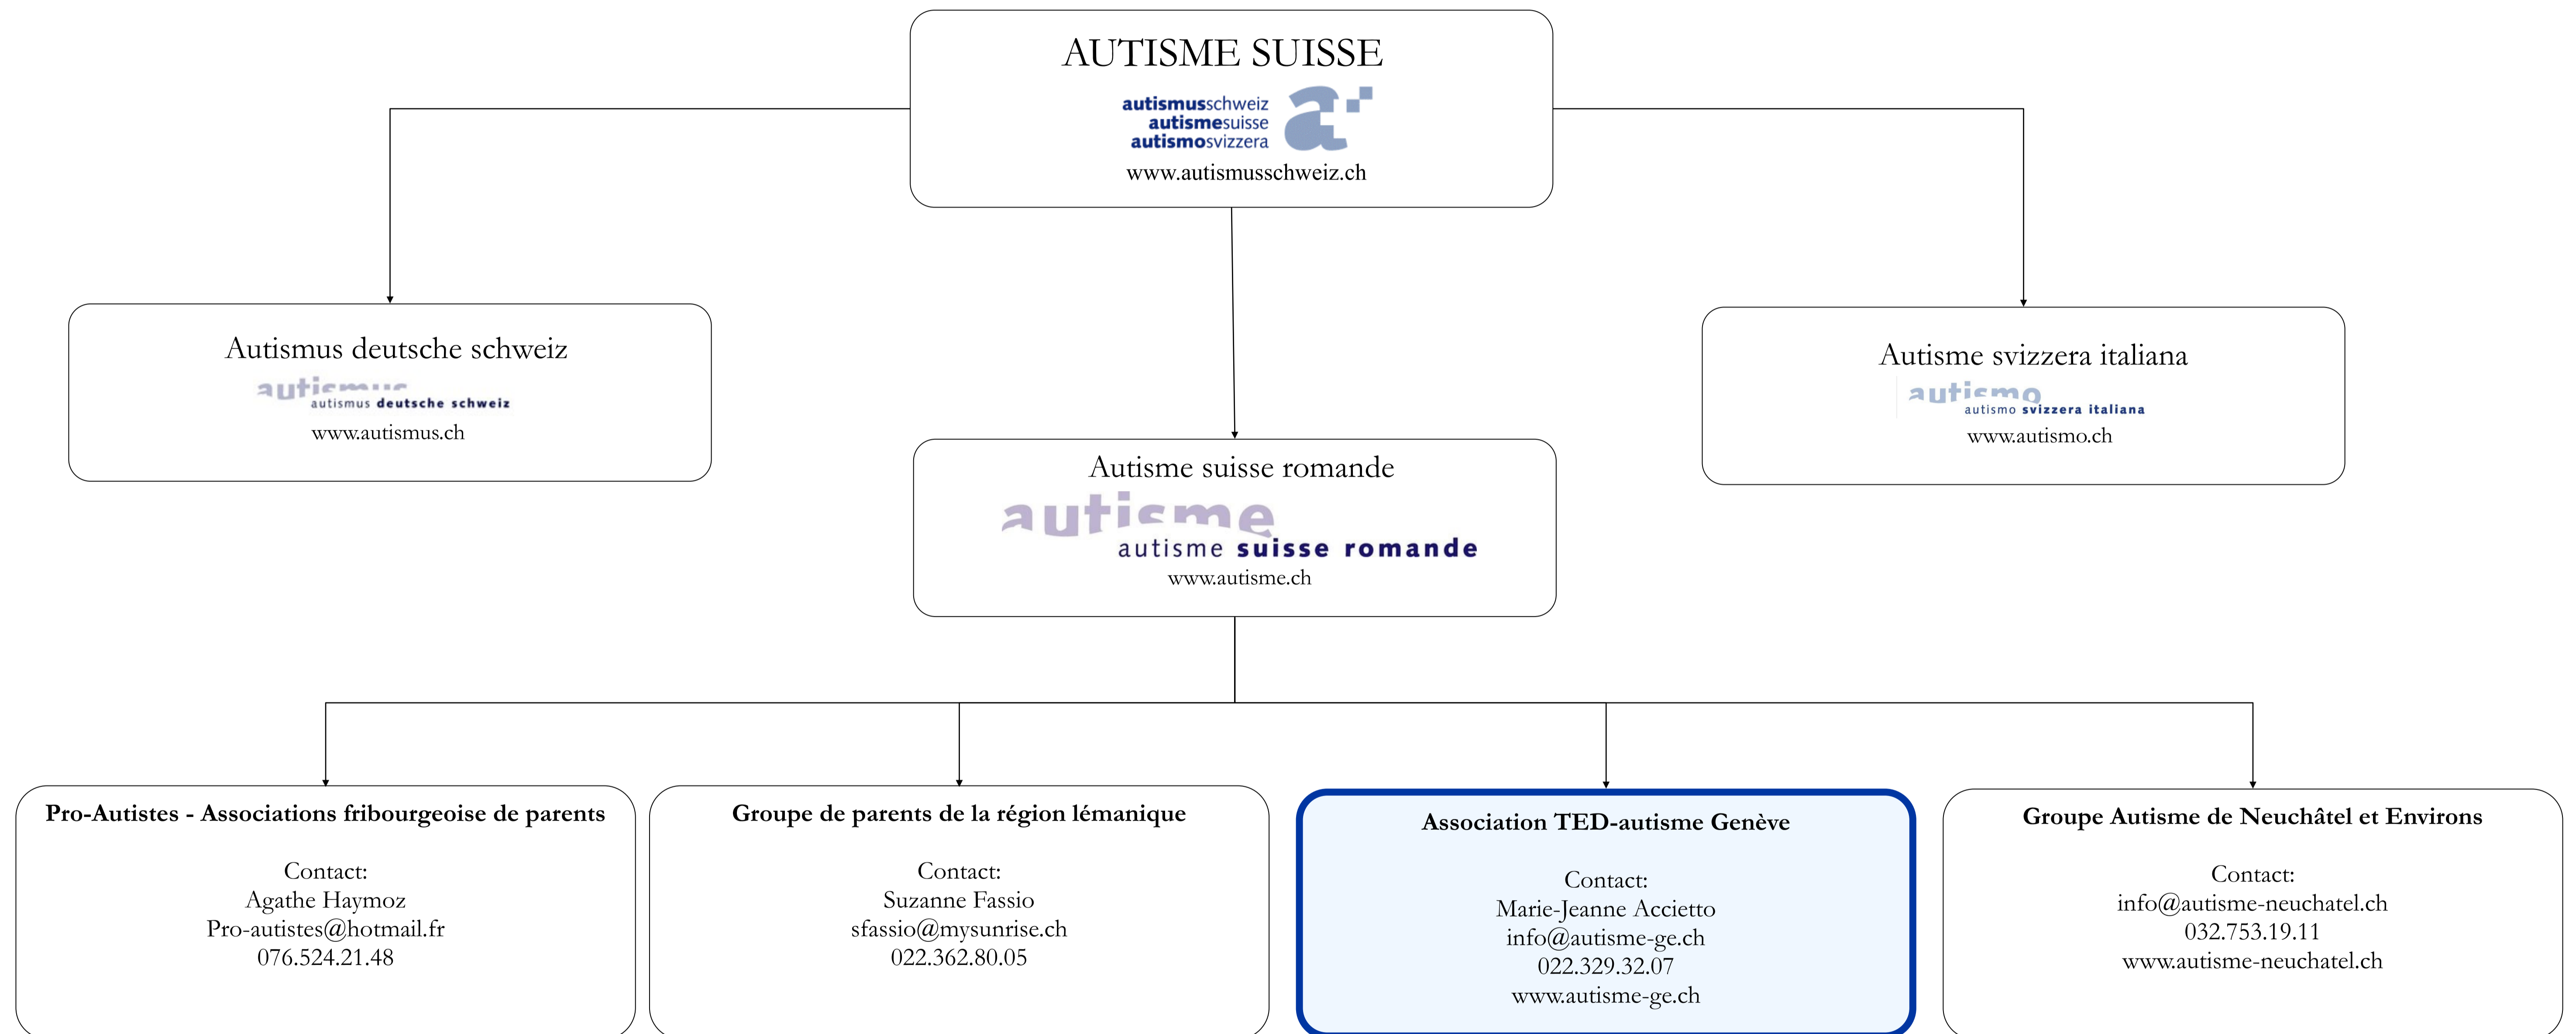 AUTISME SUISSE
autismusschweiz
autismesuisse
autismosvizzera
www.autismusschweiz.ch
Autismus deutsche schweiz
autismus
autismus deutsche schweiz
www.autismus.ch
Autisme svizzera italiana
autismo
autismo svizzera italiana
www.autismo.ch
Autisme suisse romande
autisme
autisme suisse romande
www.autisme.ch
Pro-Autistes - Associations fribourgeoise de parents
Contact:
Agathe Haymoz
Pro-autistes@hotmail.fr
076.524.21.48
Groupe de parents de la région lémanique
Contact:
Suzanne Fassio
sfassio@mysunrise.ch
022.362.80.05
Association TED-autisme Genève
Contact:
Marie-Jeanne Accietto
info@autisme-ge.ch
022.329.32.07
www.autisme-ge.ch
Groupe Autisme de Neuchâtel et Environs
Contact:
info@autisme-neuchatel.ch
032.753.19.11
www.autisme-neuchatel.ch